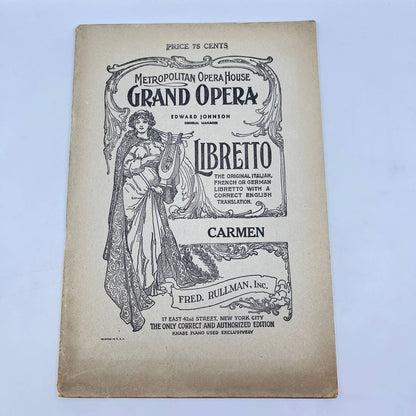 PRICE 75 CENTS
METROPOLITAN OPERA HOUSE
GRAND OPERA
EDWARD JOHNSON
GENERAL MANAGER
LIBRETTO
THE ORIGINAL ITALIAN,
FRENCH OR GERMAN
LIBRETTO WITH A
CORRECT ENGLISH
TRANSLATION.
CARMEN
FRED. RULLMAN, INC.
17 EAST 42nd STREET, NEW YORK CITY
THE ONLY CORRECT AND AUTHORIZED EDITION
KNABE PIANO USED EXCLUSIVELY
PRINTED IN U. S. A.